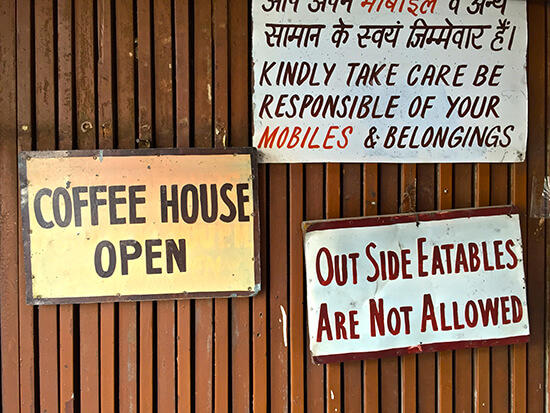 आप अपने मोबाईल व अन्य
सामान के स्वयं जिम्मेवार हैं।
KINDLY TAKE CARE BE
RESPONSIBLE OF YOUR
MOBILES & BELONGINGS
COFFEE HOUSE
OPEN
OUT SIDE EATABLES
ARE NOT ALLOWED